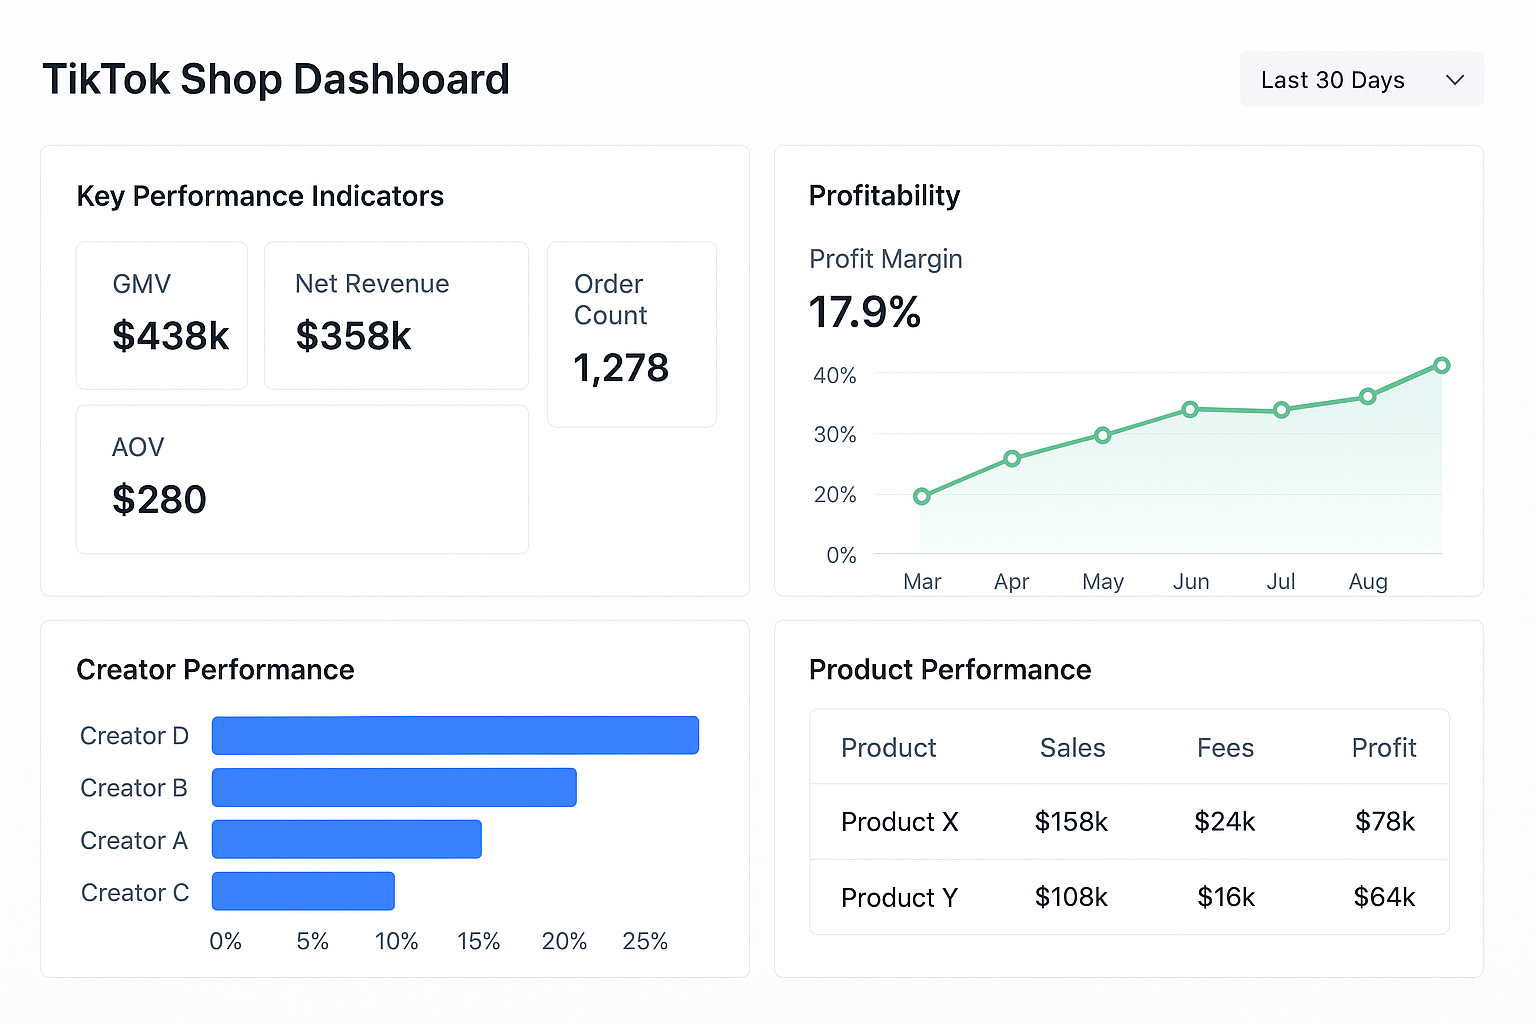 TikTok Shop Dashboard
Last 30 Days
Key Performance Indicators
GMV
$438k
Net Revenue
$358k
Order
Count
1,278
AOV
$280
Profitability
Profit Margin
17.9%
40%
30%
20%
0%
Mar Apr May Jun Jul Aug
Creator Performance
Creator D
Creator B
Creator A
Creator C
0% 5% 10% 15% 20% 25%
Product Performance
Product Sales Fees Profit
Product X $158k $24k $78k
Product Y $108k $16k $64k